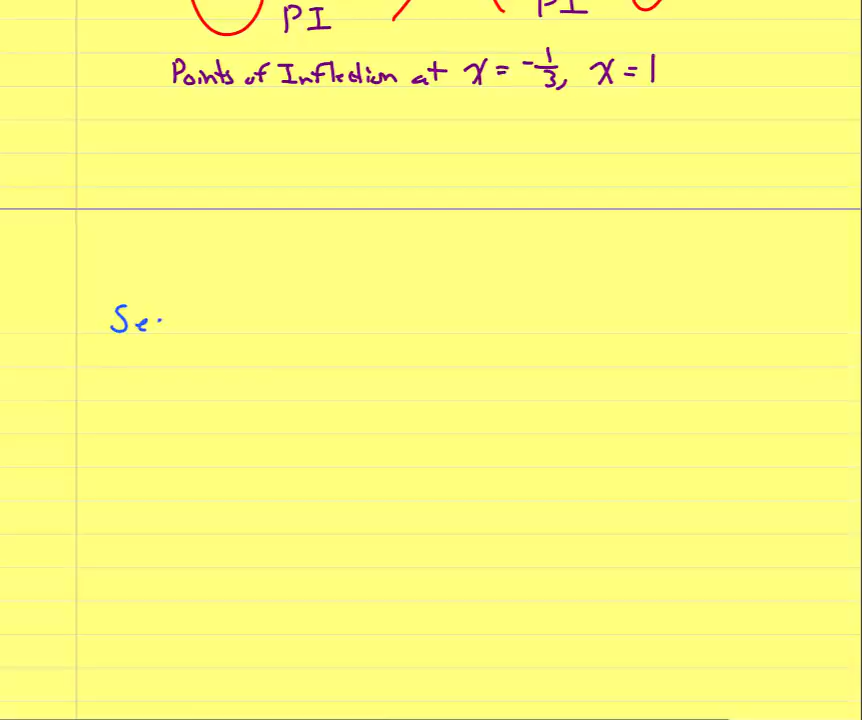 PI PI
Points of Inflection at x = -1/3, x = 1
Se